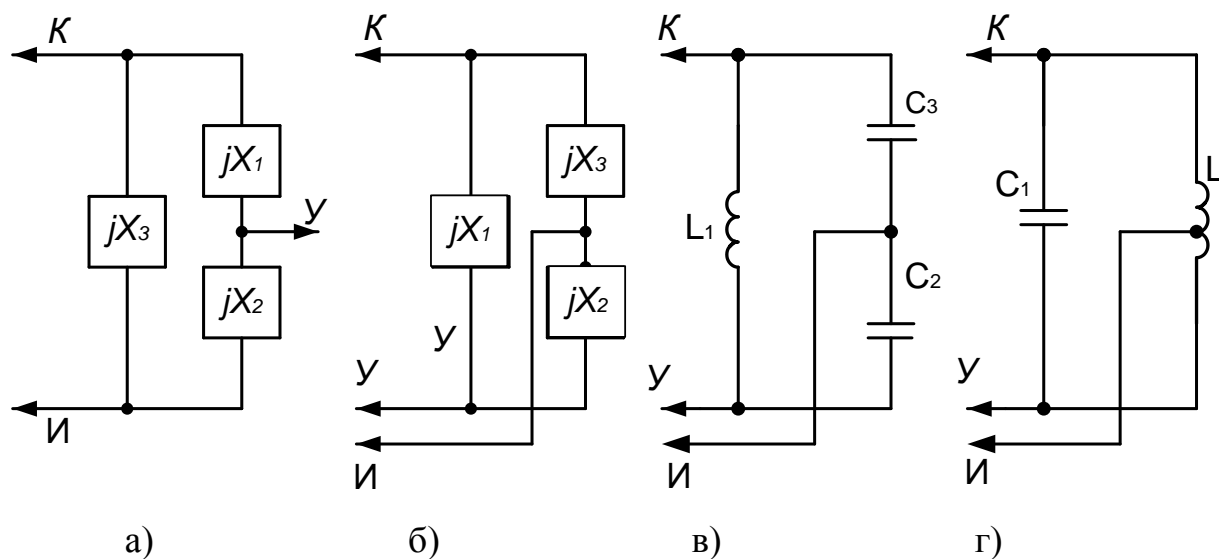 К
jX₃
jX₁
У
jX₂
И
а)
К
jX₁
jX₃
У
jX₂
У
И
б)
К
L₁
C₃
C₂
У
И
в)
К
C₁
L
У
И
г)